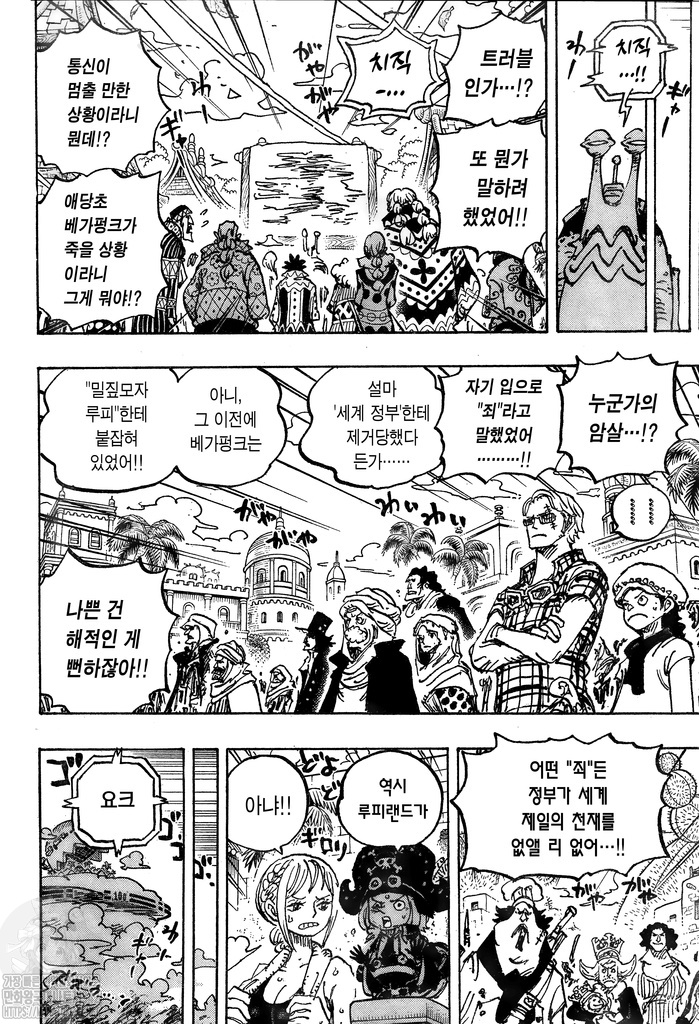 치직
…!!
트러블
인가…!?
치직
-…
또 뭔가
말하려
했었어!!
통신이
멈출 만한
상황이라니
뭔데!?
애당초
베가펑크가
죽을 상황
이라니
그게 뭐야!?
누군가의
암살…!?
자기 입으로
"죄"라고
말했었어
………!!
설마
'세계 정부'한테
제거당했다
든가……
아니,
그 이전에
베가펑크는
"밀짚모자
루피"한테
붙잡혀
있었어!!
나쁜 건
해적인 게
뻔하잖아!!
어떤 "죅"든
정부가 세계
제일의 천재를
없앨 리 없어…!!
역시
루피랜드가
아냐!!
요크